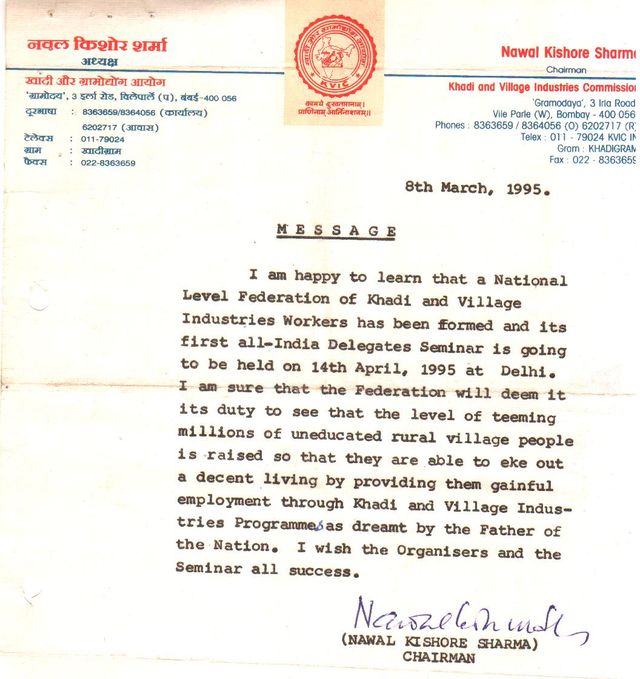 नवल किशोर शर्मा
अध्यक्ष
खादी और ग्रामोद्योग आयोग
'ग्रामोदय', 3 इर्ला रोड, विलेपार्ले (प), बंबई-400 056
दूरभाषा : 8363659/8364056 (कार्यालय)
6202717 (आवास)
टेलेक्स : 011-79024
ग्राम : खादीग्राम
फैक्स : 022-8363659
KVIC
कामये दुःखतप्तानाम्।
प्राणिनाम् आर्तिनाशनम्॥
Nawal Kishore Sharma
Chairman
Khadi and Village Industries Commission
'Gramodaya', 3 Irla Road
Vile Parle (W), Bombay - 400 056
Phones : 8363659 / 8364056 (O) 6202717 (R)
Telex : 011 - 79024 KVIC IN
Gram : KHADIGRAM
Fax : 022 - 8363659
8th March, 1995.
M E S S A G E
I am happy to learn that a National
Level Federation of Khadi and Village
Industries Workers has been formed and its
first all-India Delegates Seminar is going
to be held on 14th April, 1995 at Delhi.
I am sure that the Federation will deem it
its duty to see that the level of teeming
millions of uneducated rural village people
is raised so that they are able to eke out
a decent living by providing them gainful
employment through Khadi and Village Indus-
tries Programmes as dreamt by the Father of
the Nation. I wish the Organisers and the
Seminar all success.
(NAWAL KISHORE SHARMA)
CHAIRMAN